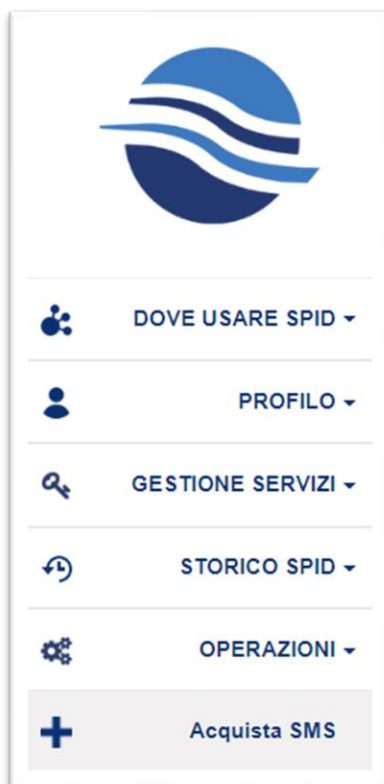 DOVE USARE SPID
PROFILO
GESTIONE SERVIZI
STORICO SPID
OPERAZIONI
Acquista SMS